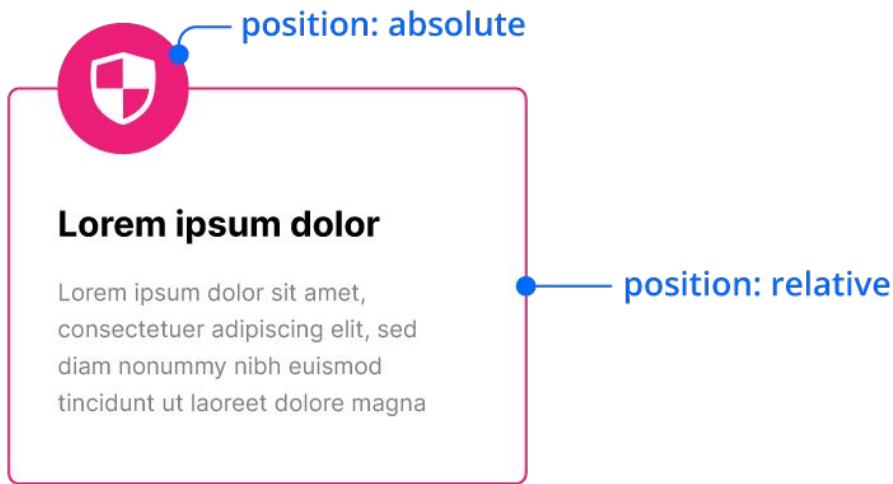 position: absolute
Lorem ipsum dolor
position: relative
Lorem ipsum dolor sit amet,
consectetuer adipiscing elit, sed
diam nonummy nibh euismod
tincidunt ut laoreet dolore magna